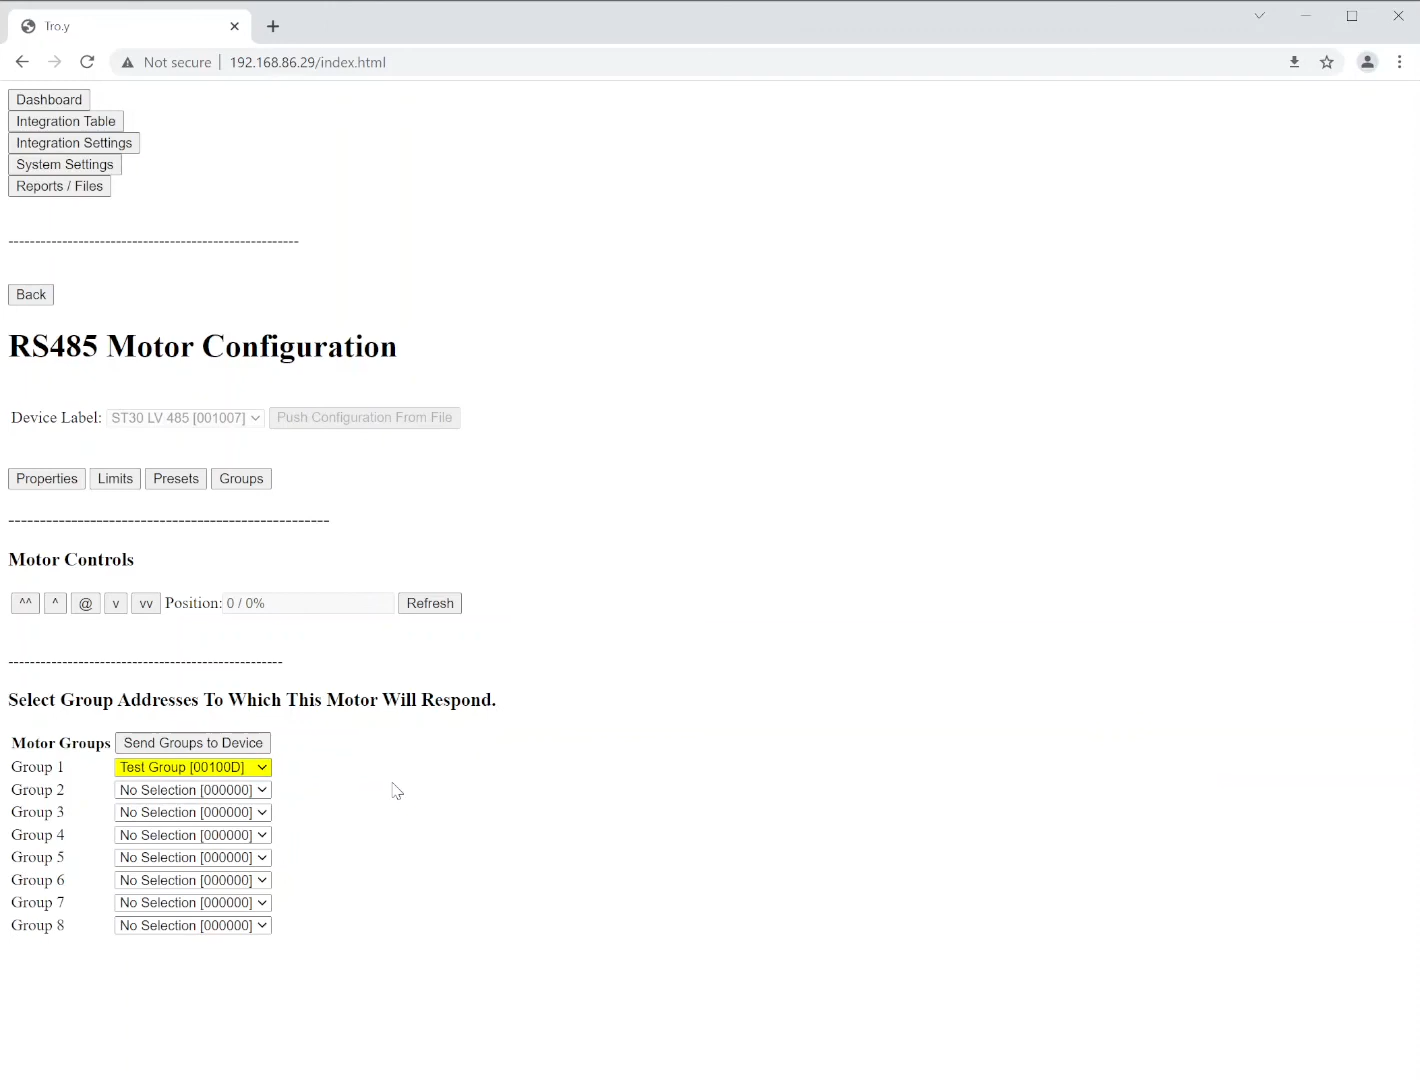 Tro.y
Not secure | 192.168.86.29/index.html
Dashboard
Integration Table
Integration Settings
System Settings
Reports / Files
------------------------------------------------------
Back
RS485 Motor Configuration
Device Label: ST30 LV 485 [001007] Push Configuration From File
Properties Limits Presets Groups
---------------------------------------------------
Motor Controls
^^ ^ @ v vv Position: 0 / 0% Refresh
---------------------------------------------------
Select Group Addresses To Which This Motor Will Respond.
Motor Groups Send Groups to Device
Group 1 Test Group [00100D]
Group 2 No Selection [000000]
Group 3 No Selection [000000]
Group 4 No Selection [000000]
Group 5 No Selection [000000]
Group 6 No Selection [000000]
Group 7 No Selection [000000]
Group 8 No Selection [000000]